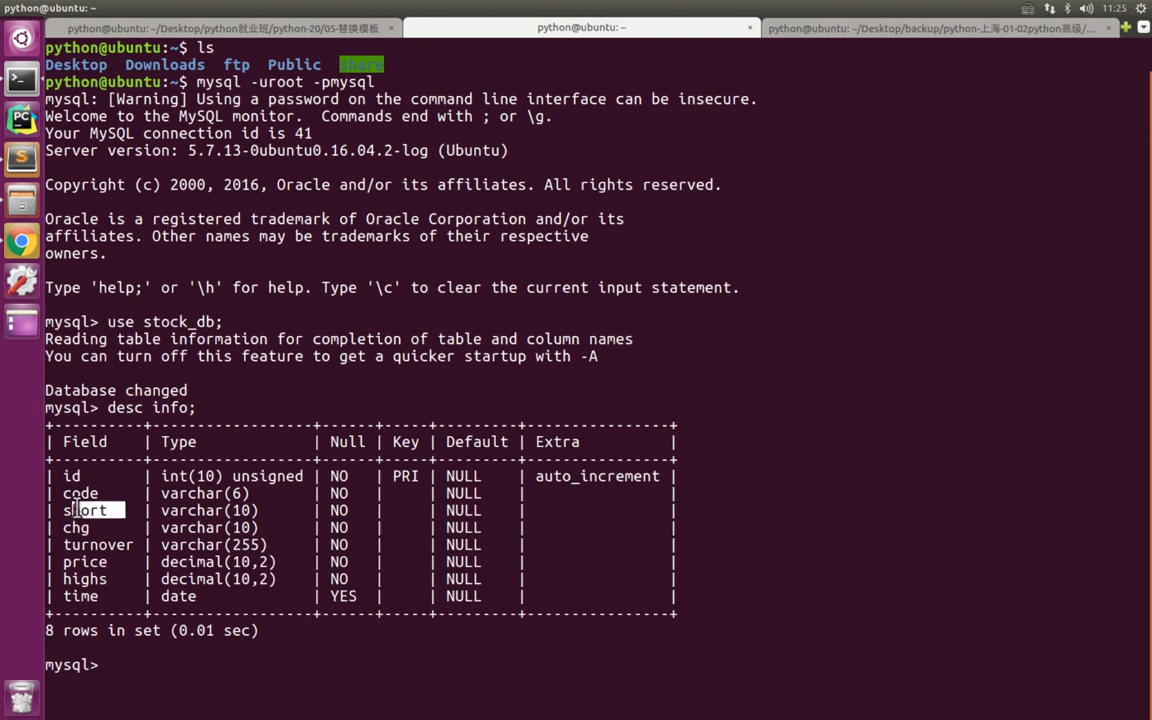 python@ubuntu: ~
11:25
python@ubuntu: ~/Desktop/python就业班/python-20/05-替换模板 ×
python@ubuntu: ~ ×
python@ubuntu: ~/Desktop/backup/python-上海-01-02python高级/... ×
python@ubuntu:~$ ls
Desktop  Downloads  ftp  Public  share
python@ubuntu:~$ mysql -uroot -pmysql
mysql: [Warning] Using a password on the command line interface can be insecure.
Welcome to the MySQL monitor.  Commands end with ; or \g.
Your MySQL connection id is 41
Server version: 5.7.13-0ubuntu0.16.04.2-log (Ubuntu)
Copyright (c) 2000, 2016, Oracle and/or its affiliates. All rights reserved.
Oracle is a registered trademark of Oracle Corporation and/or its
affiliates. Other names may be trademarks of their respective
owners.
Type 'help;' or '\h' for help. Type '\c' to clear the current input statement.
mysql> use stock_db;
Reading table information for completion of table and column names
You can turn off this feature to get a quicker startup with -A
Database changed
mysql> desc info;
+----------+------------------+------+-----+---------+----------------+
| Field    | Type             | Null | Key | Default | Extra          |
+----------+------------------+------+-----+---------+----------------+
| id       | int(10) unsigned | NO   | PRI | NULL    | auto_increment |
| code     | varchar(6)       | NO   |     | NULL    |                |
| short    | varchar(10)      | NO   |     | NULL    |                |
| chg      | varchar(10)      | NO   |     | NULL    |                |
| turnover | varchar(255)     | NO   |     | NULL    |                |
| price    | decimal(10,2)    | NO   |     | NULL    |                |
| highs    | decimal(10,2)    | NO   |     | NULL    |                |
| time     | date             | YES  |     | NULL    |                |
+----------+------------------+------+-----+---------+----------------+
8 rows in set (0.01 sec)
mysql>